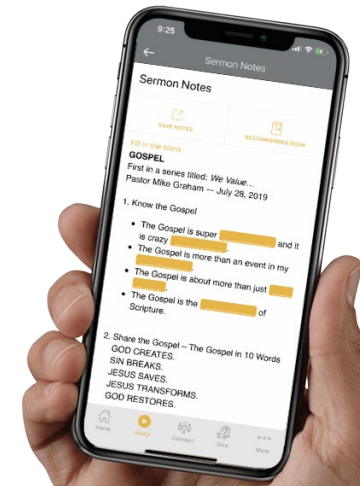 9:25
Sermon Notes
Sermon Notes
SAVE NOTES
RECOMMENDED BOOK
Fill in the blank
GOSPEL
First in a series titled: We Value...
Pastor Mike Graham — July 28, 2019
1. Know the Gospel
• The Gospel is super and it
is crazy .
• The Gospel is more than an event in my
.
• The Gospel is about more than just
.
• The Gospel is the of
Scripture.
2. Share the Gospel – The Gospel in 10 Words
GOD CREATES.
SIN BREAKS.
JESUS SAVES.
JESUS TRANSFORMS.
GOD RESTORES.
Home
Media
Connect
Give
More